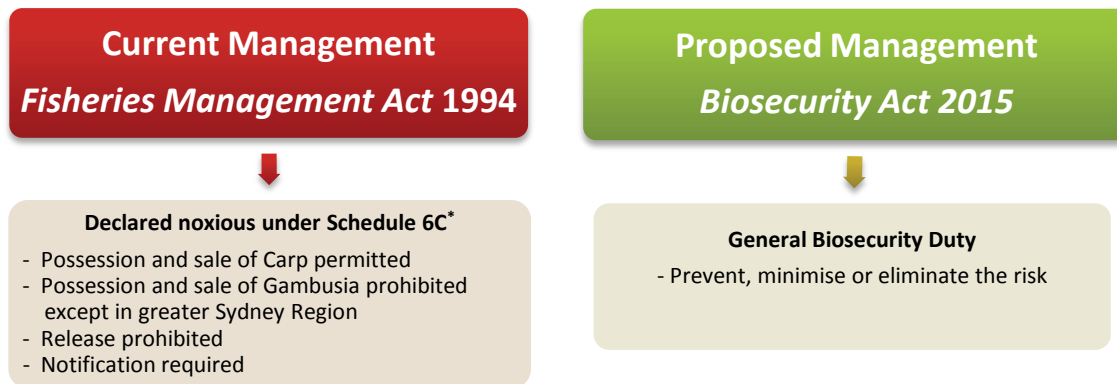 Current Management
Fisheries Management Act 1994
Declared noxious under Schedule 6C*
- Possession and sale of Carp permitted
- Possession and sale of Gambusia prohibited
except in greater Sydney Region
- Release prohibited
- Notification required
Proposed Management
Biosecurity Act 2015
General Biosecurity Duty
- Prevent, minimise or eliminate the risk